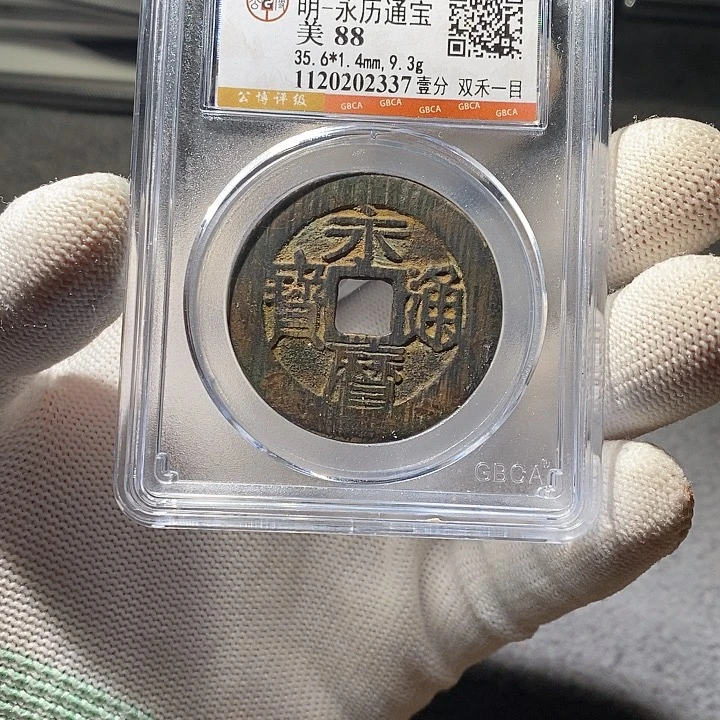 明-永历通宝
美 88
35.6*1.4mm,9.3g
1120202337 壹分 双禾一目
公博评级 GBCA GBCA GBCA GBCA GBCA
永曆通寶
GBCA